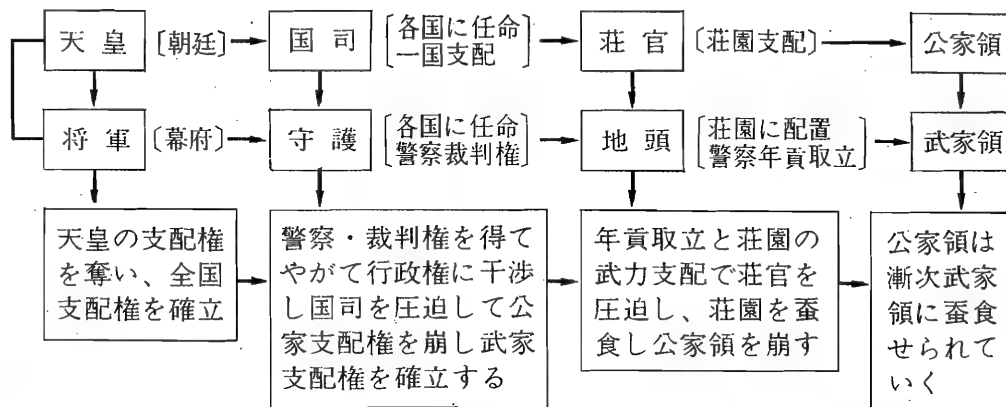 天皇 〔朝廷〕 国司 〔各国に任命 一国支配〕 荘官 〔荘園支配〕 公家領
将軍 〔幕府〕 守護 〔各国に任命 警察裁判権〕 地頭 〔荘園に配置 警察年貢取立〕 武家領
天皇の支配権
を奪い、全国
支配権を確立
警察・裁判権を得て
やがて行政権に干渉
し国司を圧迫して公
家支配権を崩し武家
支配権を確立する
年貢取立と荘園の
武力支配で荘官を
圧迫し、荘園を蚕
食し公家領を崩す
公家領は
漸次武家
領に蚕食
せられて
いく